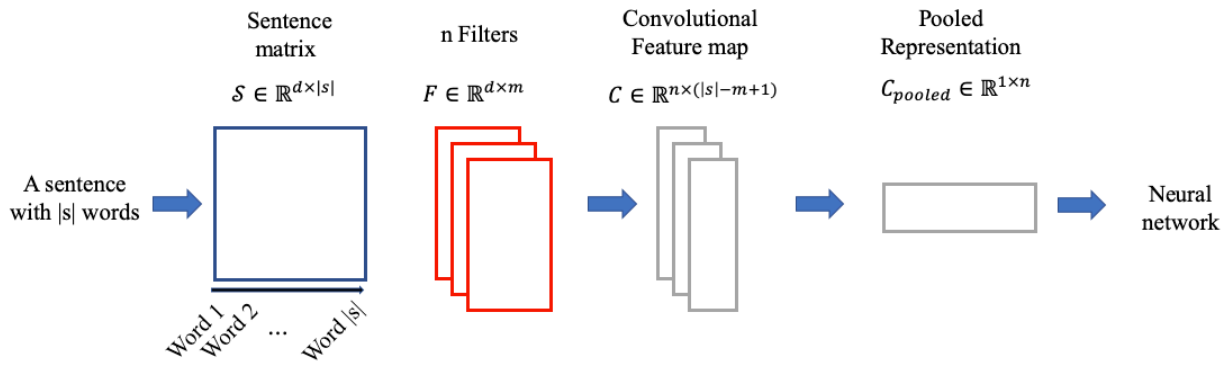 Sentence
matrix
n Filters
Convolutional
Feature map
Pooled
Representation
𝒮 ∈ ℝ^{d×|s|}
F ∈ ℝ^{d×m}
C ∈ ℝ^{n×(|s|−m+1)}
C_{pooled} ∈ ℝ^{1×n}
A sentence
with |s| words
Neural
network
Word 1
Word 2
...
Word |s|